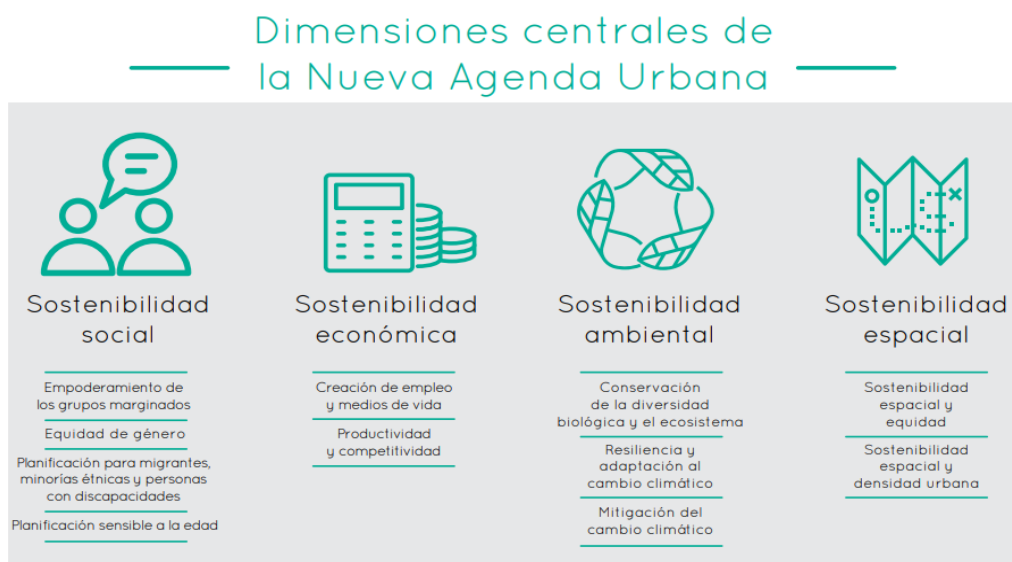 Dimensiones centrales de
la Nueva Agenda Urbana
Sostenibilidad
social
Empoderamiento de
los grupos marginados
Equidad de género
Planificación para migrantes,
minorías étnicas y personas
con discapacidades
Planificación sensible a la edad
Sostenibilidad
económica
Creación de empleo
y medios de vida
Productividad
y competitividad
Sostenibilidad
ambiental
Conservación
de la diversidad
biológica y el ecosistema
Resiliencia y
adaptación al
cambio climático
Mitigación del
cambio climático
Sostenibilidad
espacial
Sostenibilidad
espacial y
equidad
Sostenibilidad
espacial y
densidad urbana